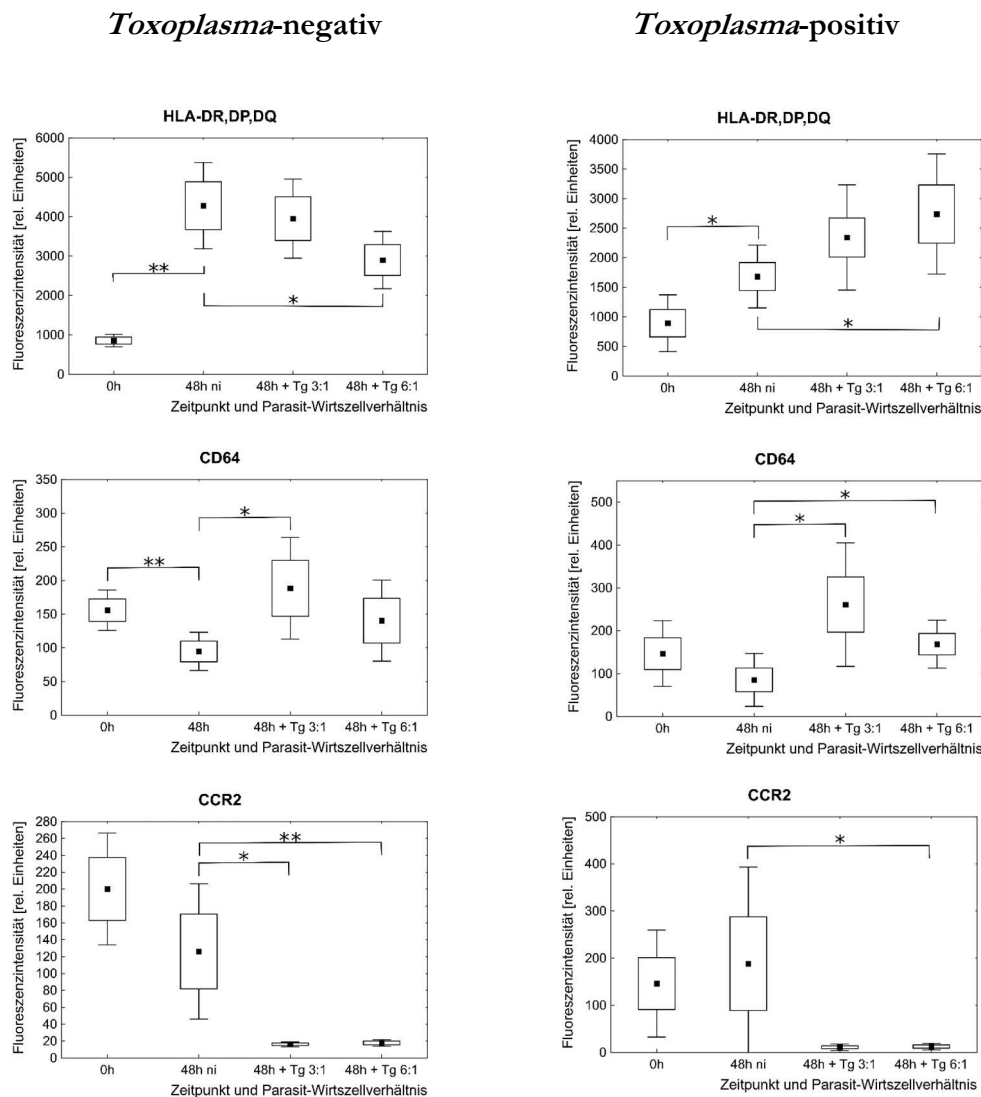 Toxoplasma-negativ
Toxoplasma-positiv
HLA-DR,DP,DQ
Fluoreszenzintensität [rel. Einheiten]
6000
5000
4000
3000
2000
1000
0
**
*
0h 48h ni 48h + Tg 3:1 48h + Tg 6:1
Zeitpunkt und Parasit-Wirtszellverhältnis
HLA-DR,DP,DQ
Fluoreszenzintensität [rel. Einheiten]
4000
3500
3000
2500
2000
1500
1000
500
0
*
*
0h 48h ni 48h + Tg 3:1 48h + Tg 6:1
Zeitpunkt und Parasit-Wirtszellverhältnis
CD64
Fluoreszenzintensität [rel. Einheiten]
350
300
250
200
150
100
50
0
*
**
0h 48h 48h + Tg 3:1 48h + Tg 6:1
Zeitpunkt und Parasit-Wirtszellverhältnis
CD64
Fluoreszenzintensität [rel. Einheiten]
500
400
300
200
100
0
*
*
0h 48h ni 48h + Tg 3:1 48h + Tg 6:1
Zeitpunkt und Parasit-Wirtszellverhältnis
CCR2
Fluoreszenzintensität [rel. Einheiten]
280
260
240
220
200
180
160
140
120
100
80
60
40
20
0
**
*
0h 48h ni 48h + Tg 3:1 48h + Tg 6:1
Zeitpunkt und Parasit-Wirtszellverhältnis
CCR2
Fluoreszenzintensität [rel. Einheiten]
500
400
300
200
100
0
*
0h 48h ni 48h + Tg 3:1 48h + Tg 6:1
Zeitpunkt und Parasit-Wirtszellverhältnis